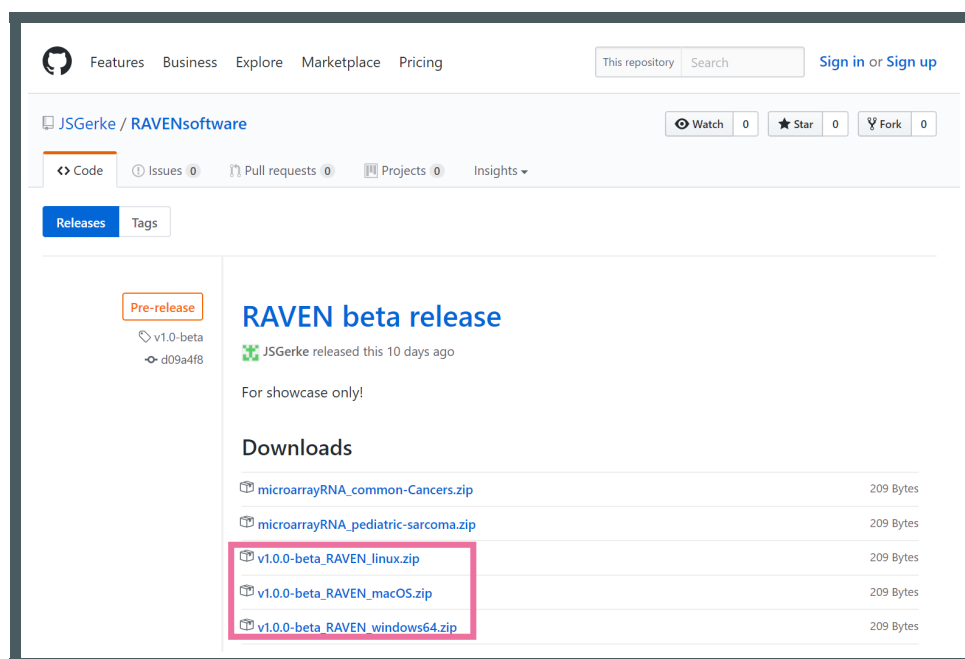 Features Business Explore Marketplace Pricing This repository Search Sign in or Sign up
JSGerke / RAVENsoftware Watch 0 Star 0 Fork 0
Code Issues 0 Pull requests 0 Projects 0 Insights
Releases Tags
Pre-release
v1.0-beta
d09a4f8
RAVEN beta release
JSGerke released this 10 days ago
For showcase only!
Downloads
microarrayRNA_common-Cancers.zip 209 Bytes
microarrayRNA_pediatric-sarcoma.zip 209 Bytes
v1.0.0-beta_RAVEN_linux.zip 209 Bytes
v1.0.0-beta_RAVEN_macOS.zip 209 Bytes
v1.0.0-beta_RAVEN_windows64.zip 209 Bytes